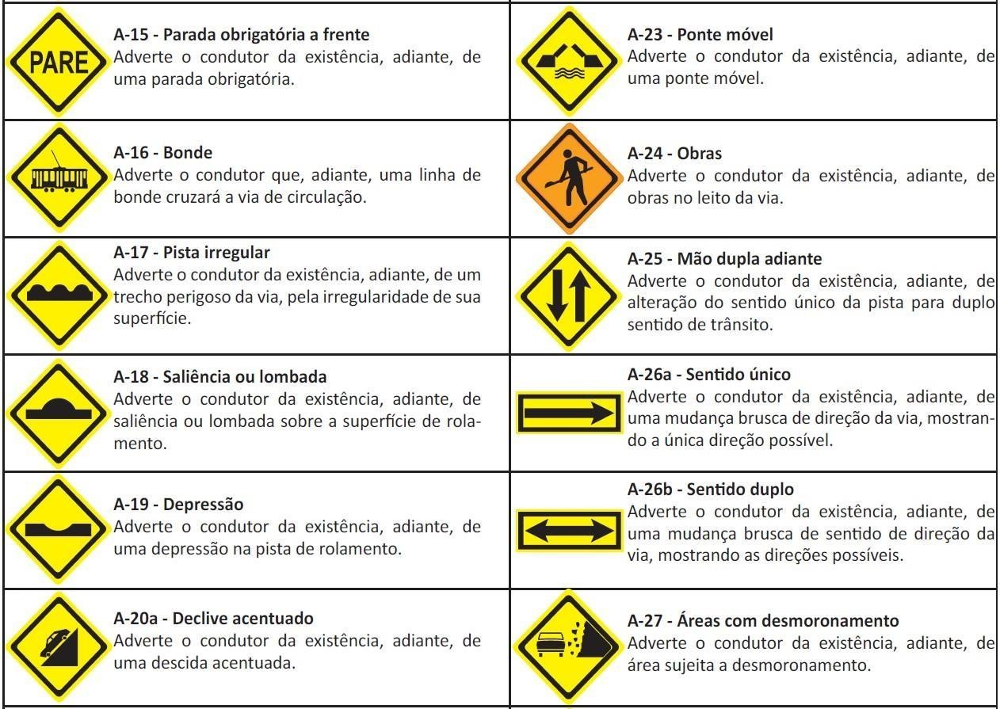 PARE
A-15 - Parada obrigatória a frente
Adverte o condutor da existência, adiante, de
uma parada obrigatória.
A-16 - Bonde
Adverte o condutor que, adiante, uma linha de
bonde cruzará a via de circulação.
A-17 - Pista irregular
Adverte o condutor da existência, adiante, de um
trecho perigoso da via, pela irregularidade de sua
superfície.
A-18 - Saliência ou lombada
Adverte o condutor da existência, adiante, de
saliência ou lombada sobre a superfície de rola-
mento.
A-19 - Depressão
Adverte o condutor da existência, adiante, de
uma depressão na pista de rolamento.
A-20a - Declive acentuado
Adverte o condutor da existência, adiante, de
uma descida acentuada.
A-23 - Ponte móvel
Adverte o condutor da existência, adiante, de
uma ponte móvel.
A-24 - Obras
Adverte o condutor da existência, adiante, de
obras no leito da via.
A-25 - Mão dupla adiante
Adverte o condutor da existência, adiante, de
alteração do sentido único da pista para duplo
sentido de trânsito.
A-26a - Sentido único
Adverte o condutor da existência, adiante, de
uma mudança brusca de direção da via, mostran-
do a única direção possível.
A-26b - Sentido duplo
Adverte o condutor da existência, adiante, de
uma mudança brusca de sentido de direção da
via, mostrando as direções possíveis.
A-27 - Áreas com desmoronamento
Adverte o condutor da existência, adiante, de
área sujeita a desmoronamento.